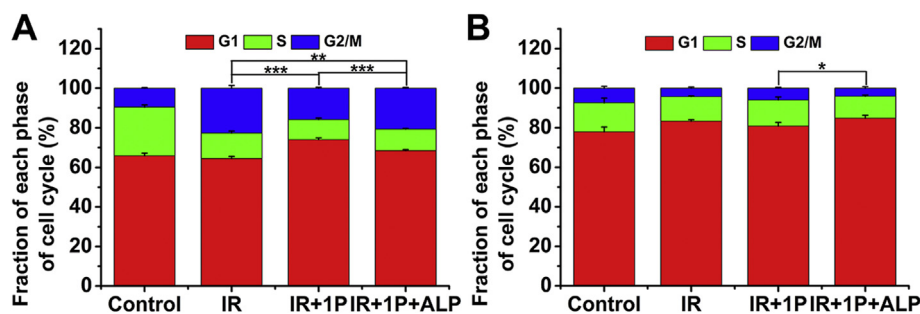 A
G1 S G2/M
** 
*** ***
120
100
80
60
40
20
0
Fraction of each phase
of cell cycle (%)
Control IR IR+1P IR+1P+ALP
B
G1 S G2/M
*
120
100
80
60
40
20
0
Fraction of each phase
of cell cycle (%)
Control IR IR+1P IR+1P+ALP